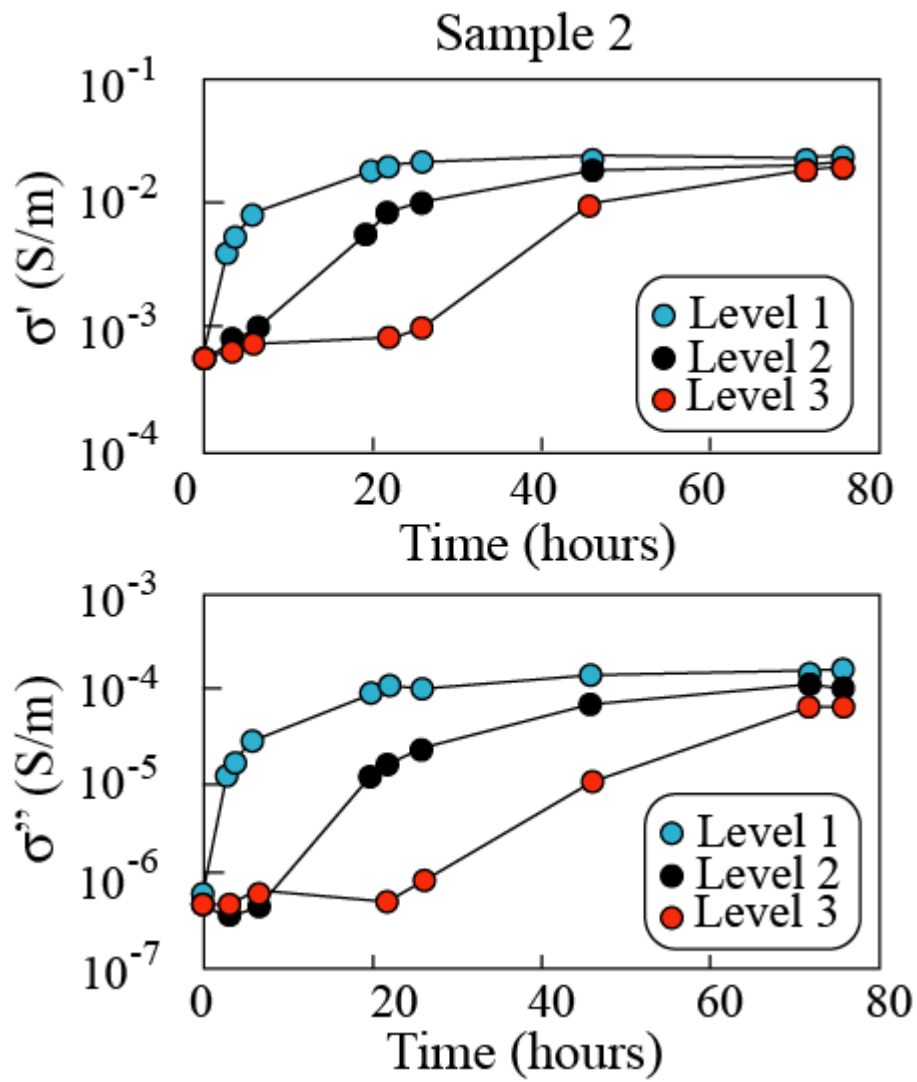 Sample 2
10⁻¹
10⁻²
10⁻³
10⁻⁴
σ' (S/m)
Level 1
Level 2
Level 3
0 20 40 60 80
Time (hours)
10⁻³
10⁻⁴
10⁻⁵
10⁻⁶
10⁻⁷
σ” (S/m)
Level 1
Level 2
Level 3
0 20 40 60 80
Time (hours)